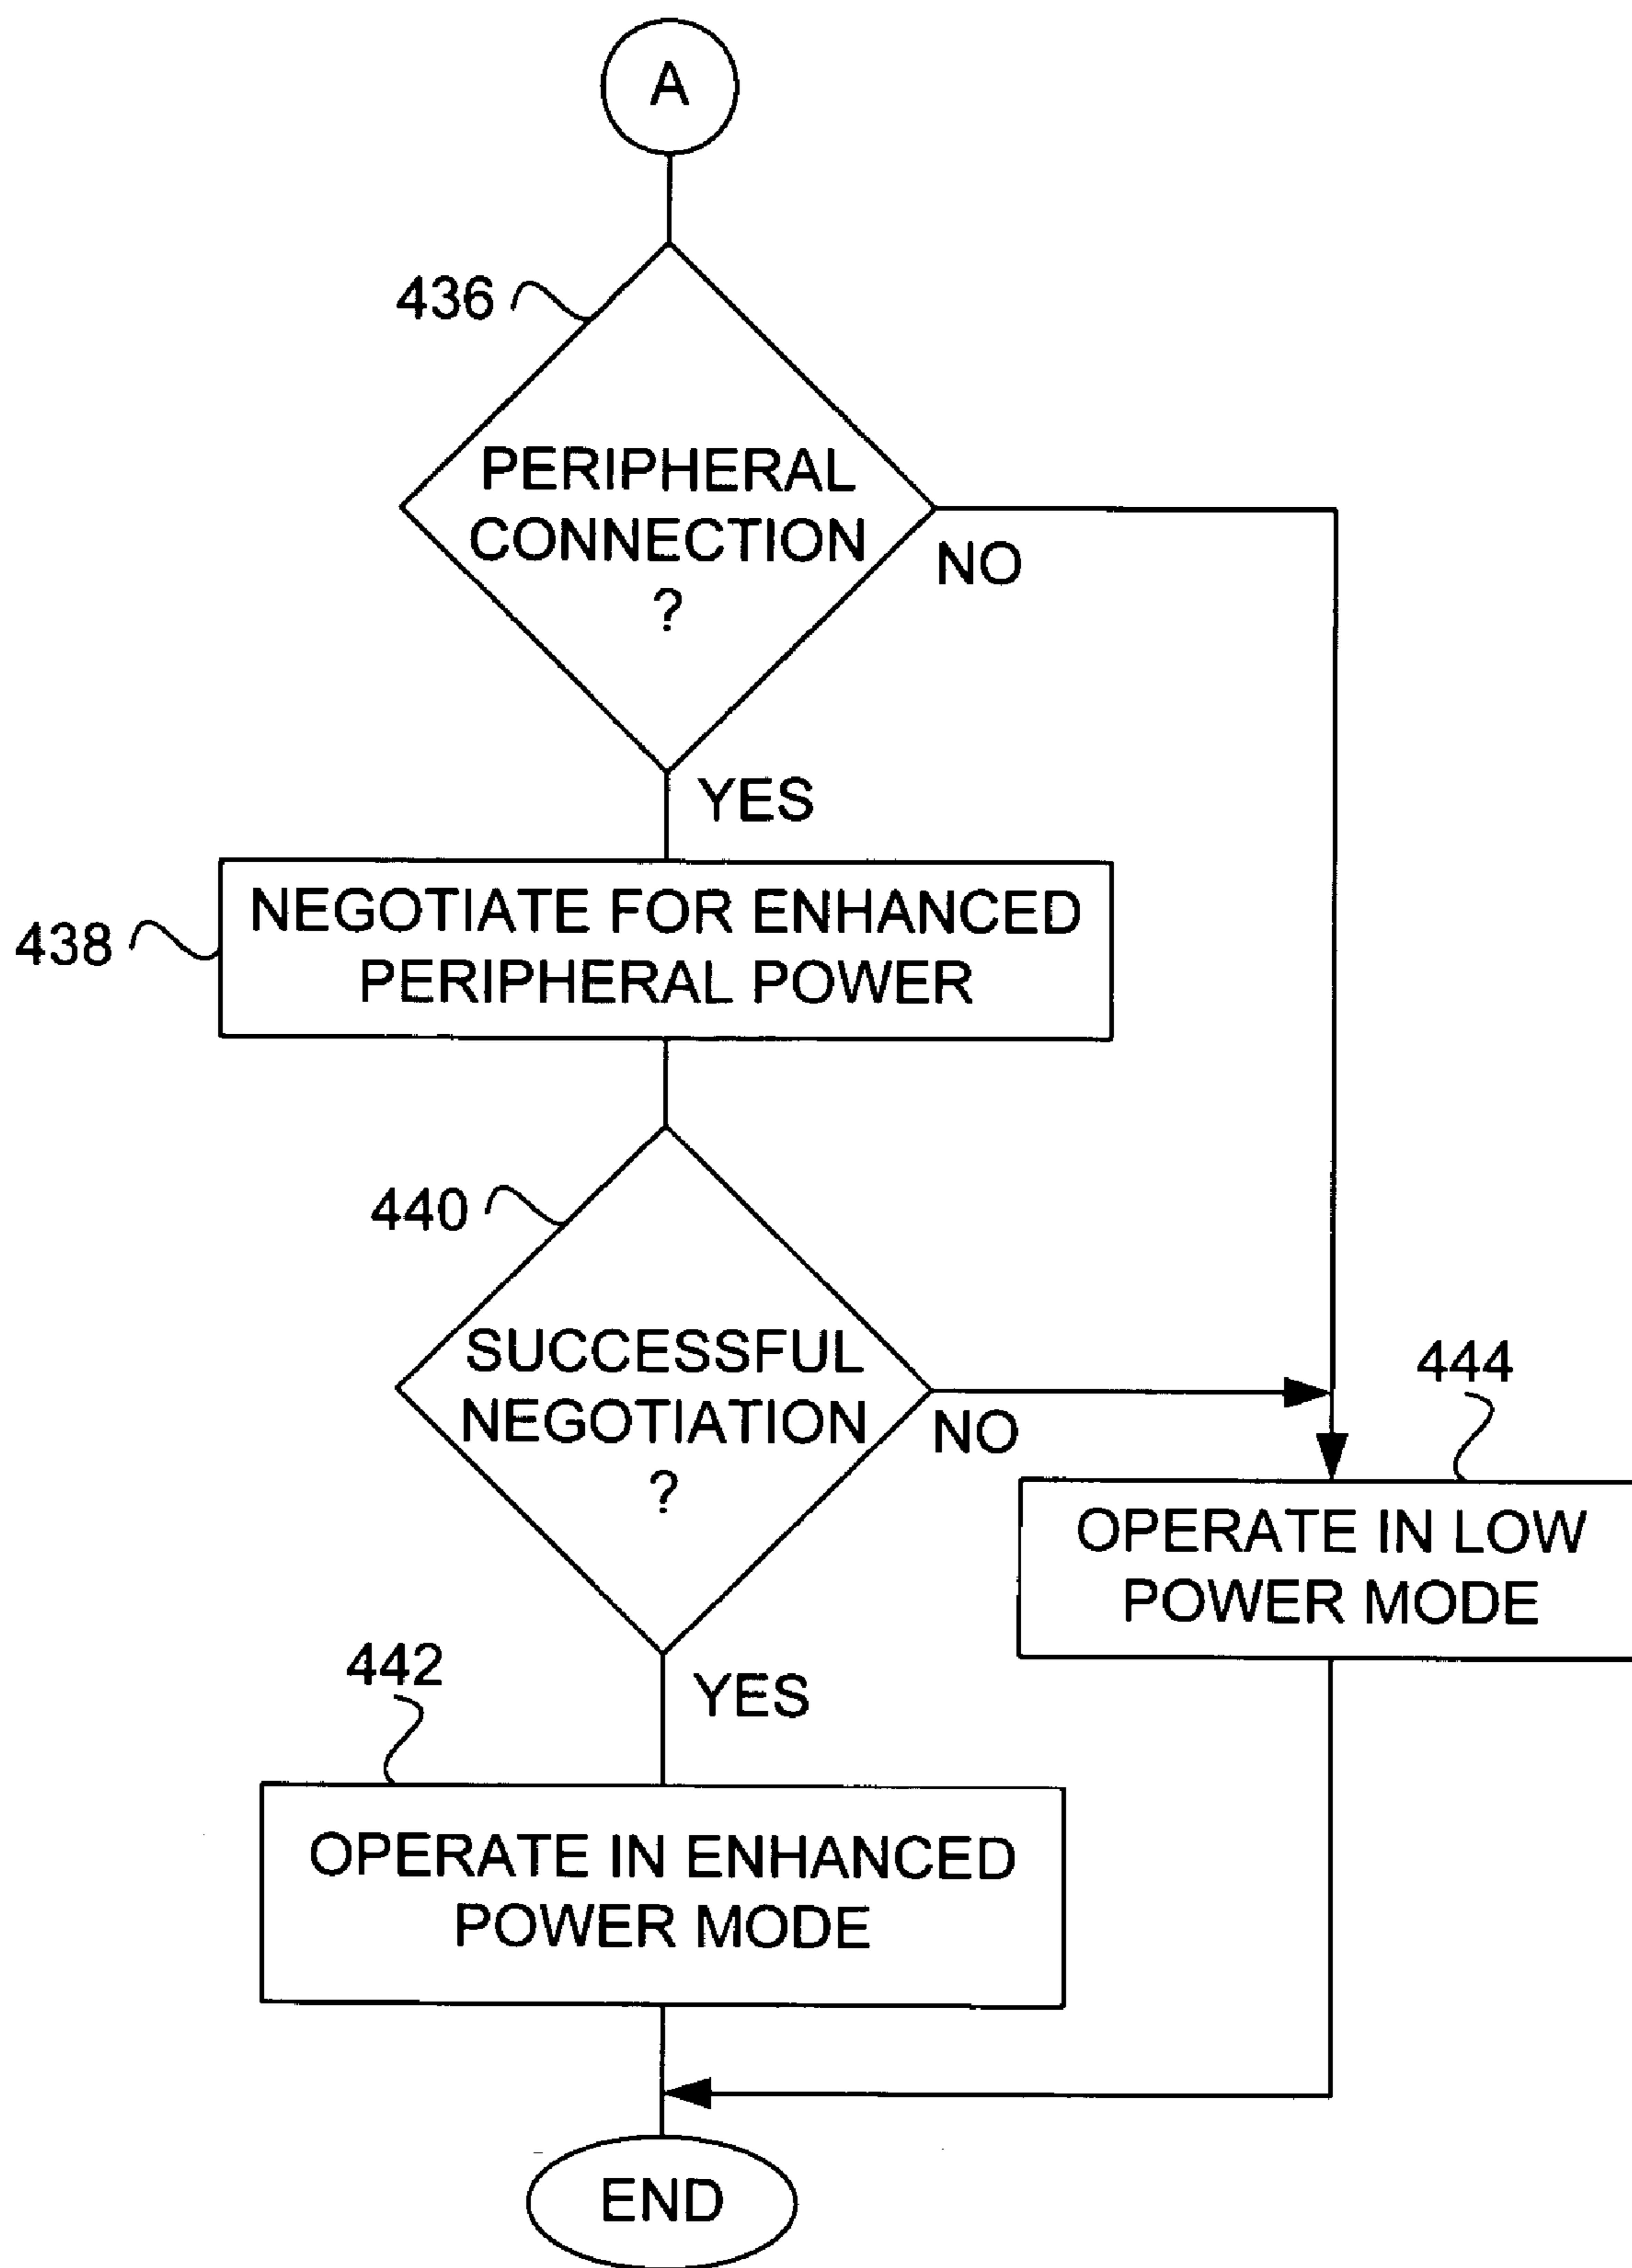 A
436
PERIPHERAL
CONNECTION
?
NO
YES
438
NEGOTIATE FOR ENHANCED
PERIPHERAL POWER
440
SUCCESSFUL
NEGOTIATION
?
NO
444
OPERATE IN LOW
POWER MODE
YES
442
OPERATE IN ENHANCED
POWER MODE
END